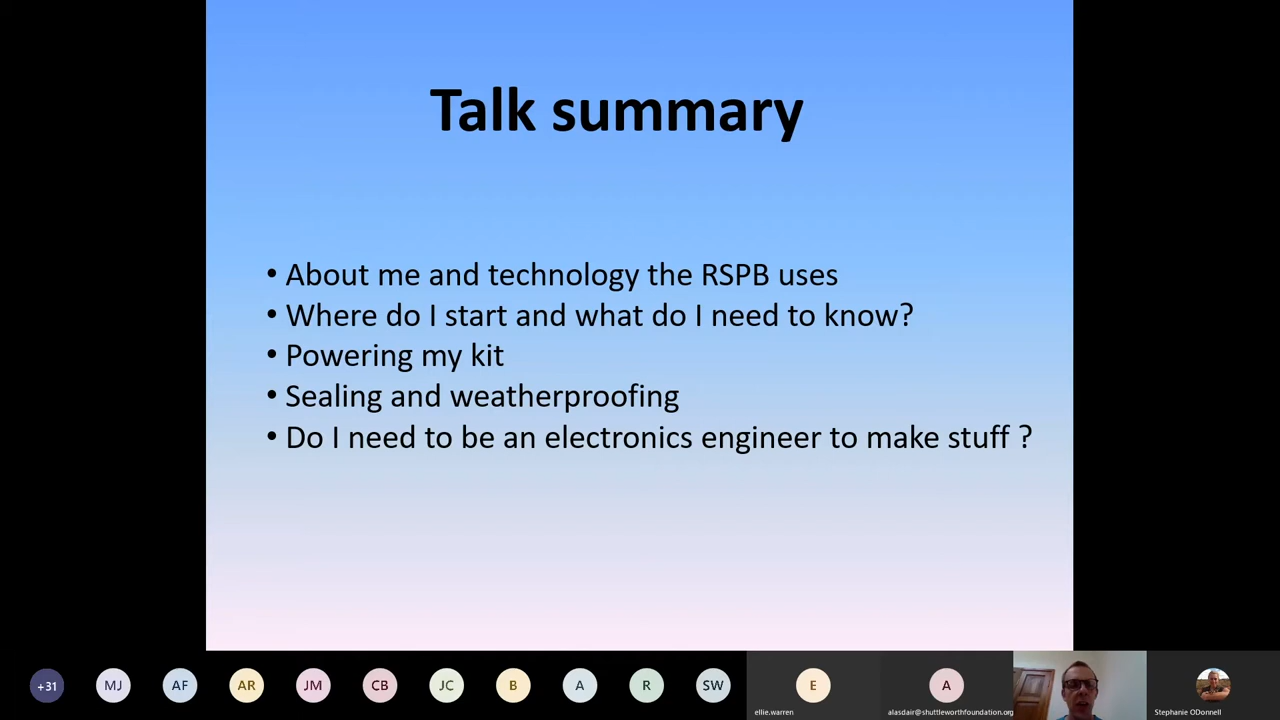 Talk summary
• About me and technology the RSPB uses
• Where do I start and what do I need to know?
• Powering my kit
• Sealing and weatherproofing
• Do I need to be an electronics engineer to make stuff ?
+31
MJ
AF
AR
JM
CB
JC
B
A
R
SW
E
A
ellie.warren
alasdair@shuttleworthfoundation.org
Stephanie ODonnell